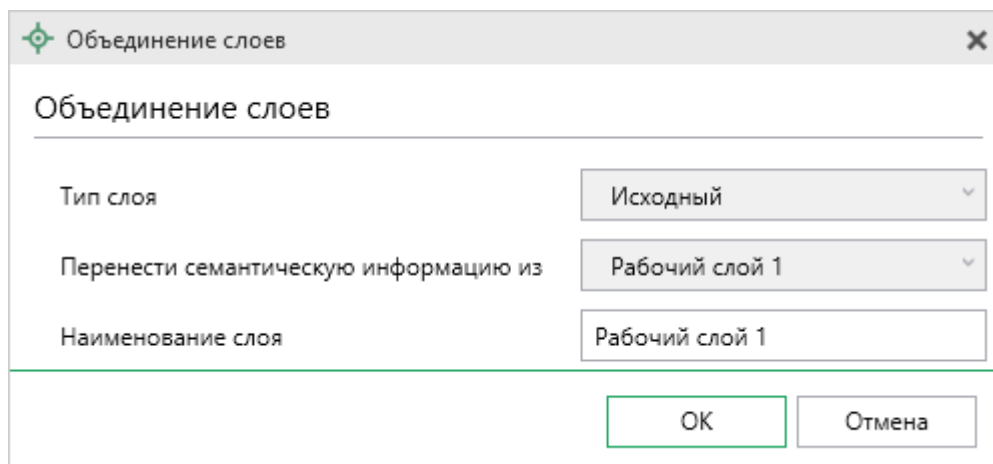 Объединение слоев
Объединение слоев
Тип слоя
Исходный
Перенести семантическую информацию из
Рабочий слой 1
Наименование слоя
Рабочий слой 1
ОК
Отмена